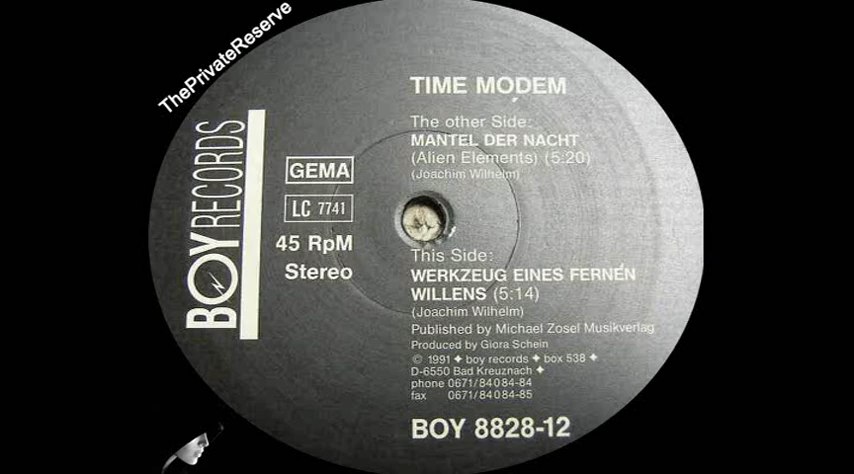 ThePrivateReserve
BOY RECORDS
GEMA
LC 7741
45 RpM
Stereo
TIME MODEM
The other Side:
MANTEL DER NACHT
(Alien Elements) (5:20)
(Joachim Wilhelm)
This Side:
WERKZEUG EINES FERNEN
WILLENS (5:14)
(Joachim Wilhelm)
Published by Michael Zosel Musikverlag
Produced by Giora Schein
© 1991 ✦ boy records ✦ box 538 ✦
D-6550 Bad Kreuznach ✦
phone 0671/84084-84
fax 0671/84084-85
BOY 8828-12